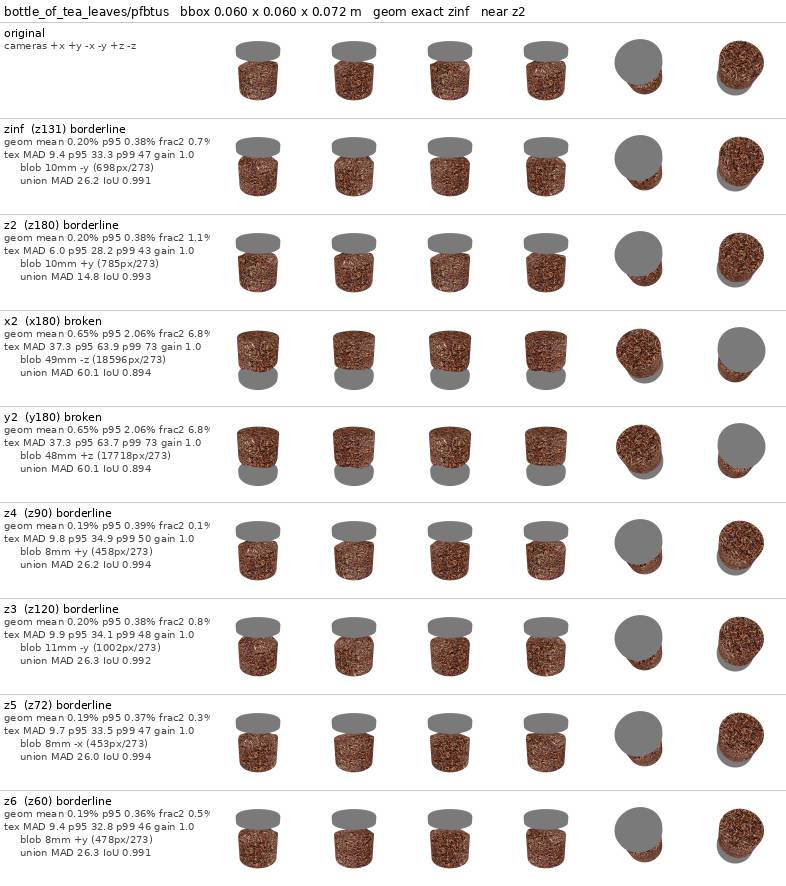 bottle_of_tea_leaves/pfbtus bbox 0.060 x 0.060 x 0.072 m geom exact zinf near z2
original
cameras +x +y -x -y +z -z
zinf (z131) borderline
geom mean 0.20% p95 0.38% frac2 0.7%
tex MAD 9.4 p95 33.3 p99 47 gain 1.0
blob 10mm -y (698px/273)
union MAD 26.2 IoU 0.991
z2 (z180) borderline
geom mean 0.20% p95 0.38% frac2 1.1%
tex MAD 6.0 p95 28.2 p99 43 gain 1.0
blob 10mm +y (785px/273)
union MAD 14.8 IoU 0.993
x2 (x180) broken
geom mean 0.65% p95 2.06% frac2 6.8%
tex MAD 37.3 p95 63.9 p99 73 gain 1.0
blob 49mm -z (18596px/273)
union MAD 60.1 IoU 0.894
y2 (y180) broken
geom mean 0.65% p95 2.06% frac2 6.8%
tex MAD 37.3 p95 63.7 p99 73 gain 1.0
blob 48mm +z (17718px/273)
union MAD 60.1 IoU 0.894
z4 (z90) borderline
geom mean 0.19% p95 0.39% frac2 0.1%
tex MAD 9.8 p95 34.9 p99 50 gain 1.0
blob 8mm +y (458px/273)
union MAD 26.2 IoU 0.994
z3 (z120) borderline
geom mean 0.20% p95 0.38% frac2 0.8%
tex MAD 9.9 p95 34.1 p99 48 gain 1.0
blob 11mm -y (1002px/273)
union MAD 26.3 IoU 0.992
z5 (z72) borderline
geom mean 0.19% p95 0.37% frac2 0.3%
tex MAD 9.7 p95 33.5 p99 47 gain 1.0
blob 8mm -x (453px/273)
union MAD 26.0 IoU 0.994
z6 (z60) borderline
geom mean 0.19% p95 0.36% frac2 0.5%
tex MAD 9.4 p95 32.8 p99 46 gain 1.0
blob 8mm +y (478px/273)
union MAD 26.3 IoU 0.991